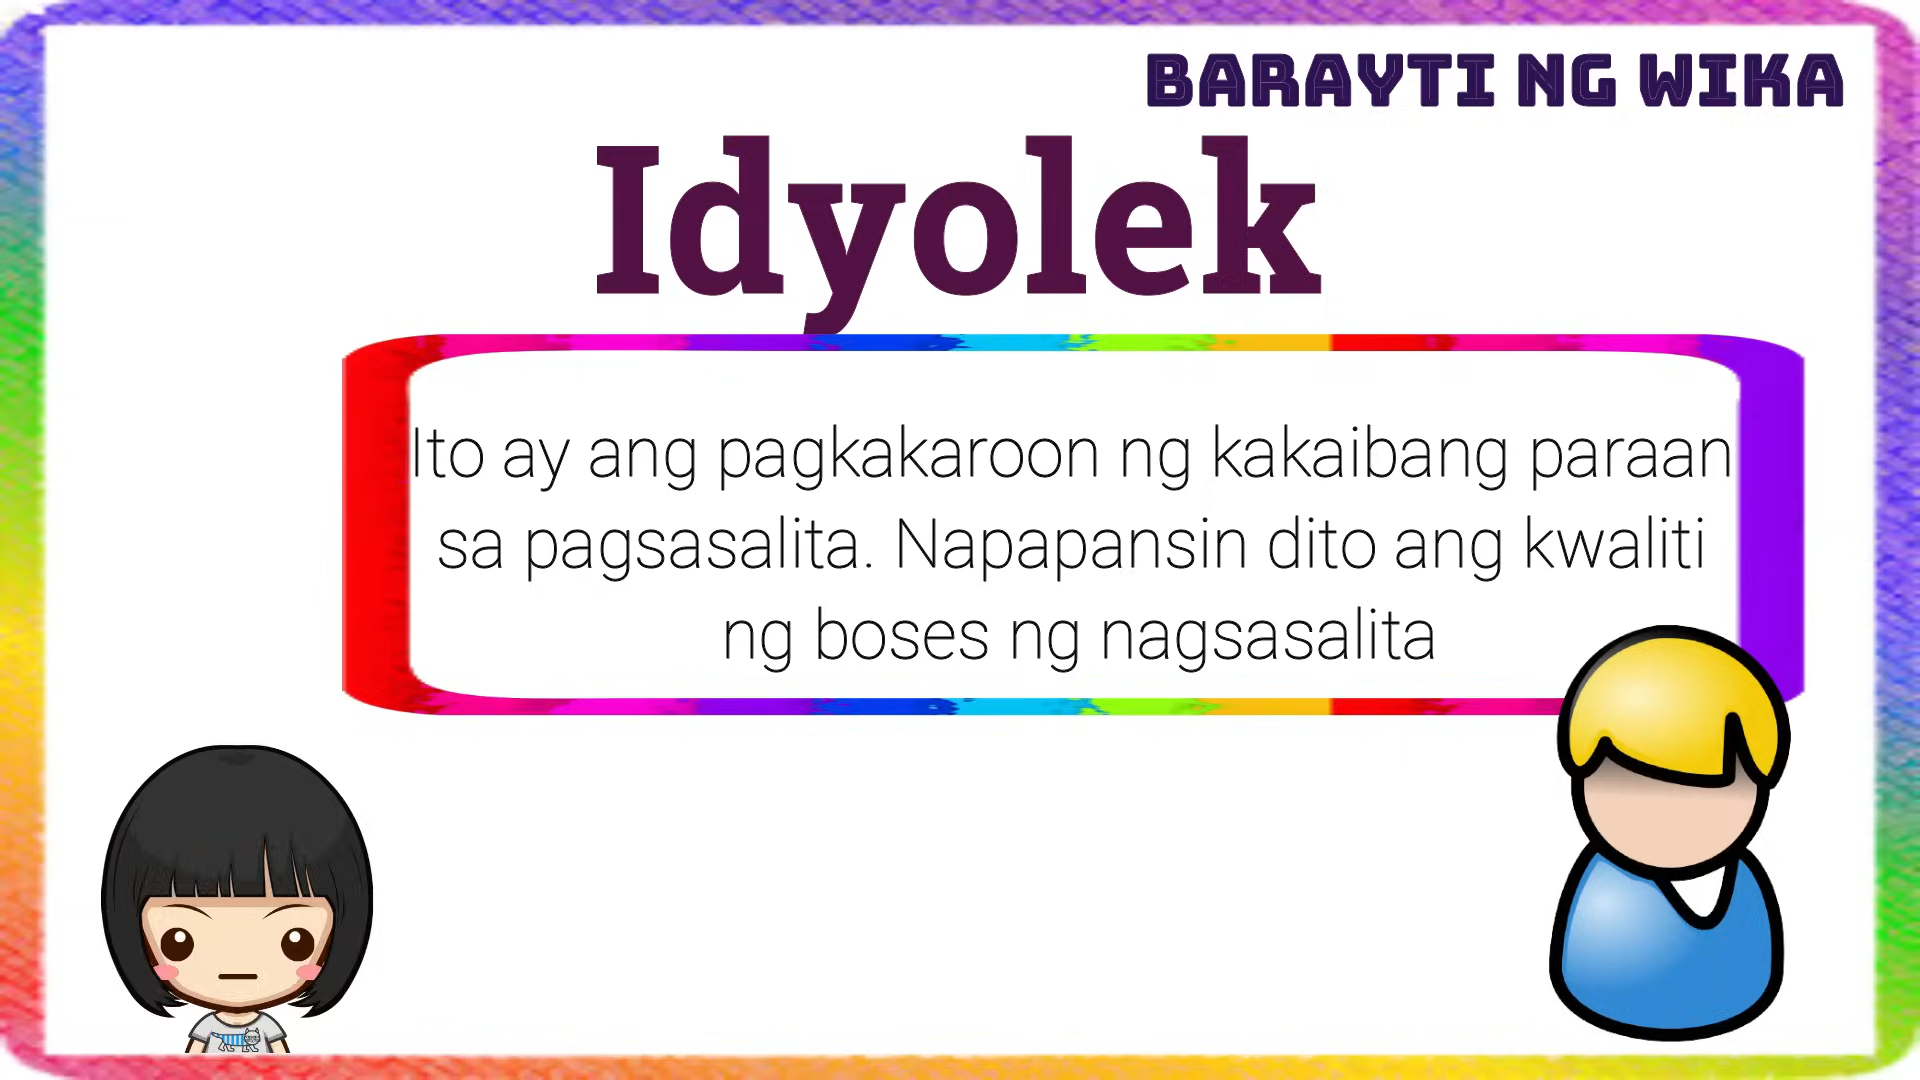 BARAYTI NG WIKA
Idyolek
Ito ay ang pagkakaroon ng kakaibang paraan
sa pagsasalita. Napapansin dito ang kwaliti
ng boses ng nagsasalita